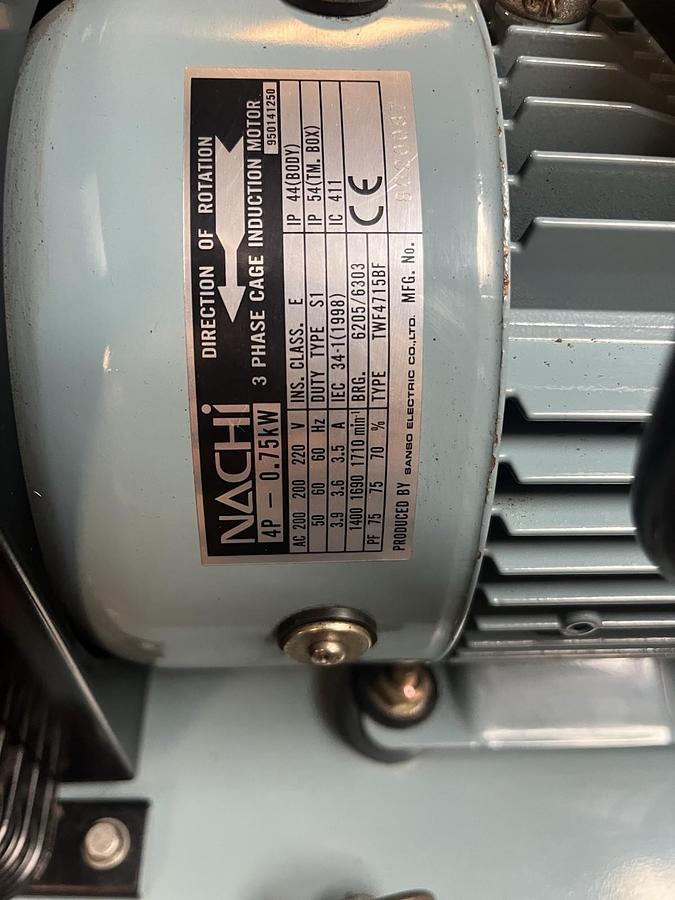 NACHi DIRECTION OF ROTATION
4P - 0.75kW 3 PHASE CAGE INDUCTION MOTOR 950141250
AC 200 200 220 V INS. CLASS. E IP 44(BODY)
50 60 60 Hz DUTY TYPE S1 IP 54(TM. BOX)
3.9 3.6 3.5 A IEC 34-1(1998) IC 411
1400 1690 1710 min-1 BRG. 6205/6303
PF 75 75 70 % TYPE TWF4715BF CE
PRODUCED BY SANSO ELECTRIC CO.,LTD. MFG. No.